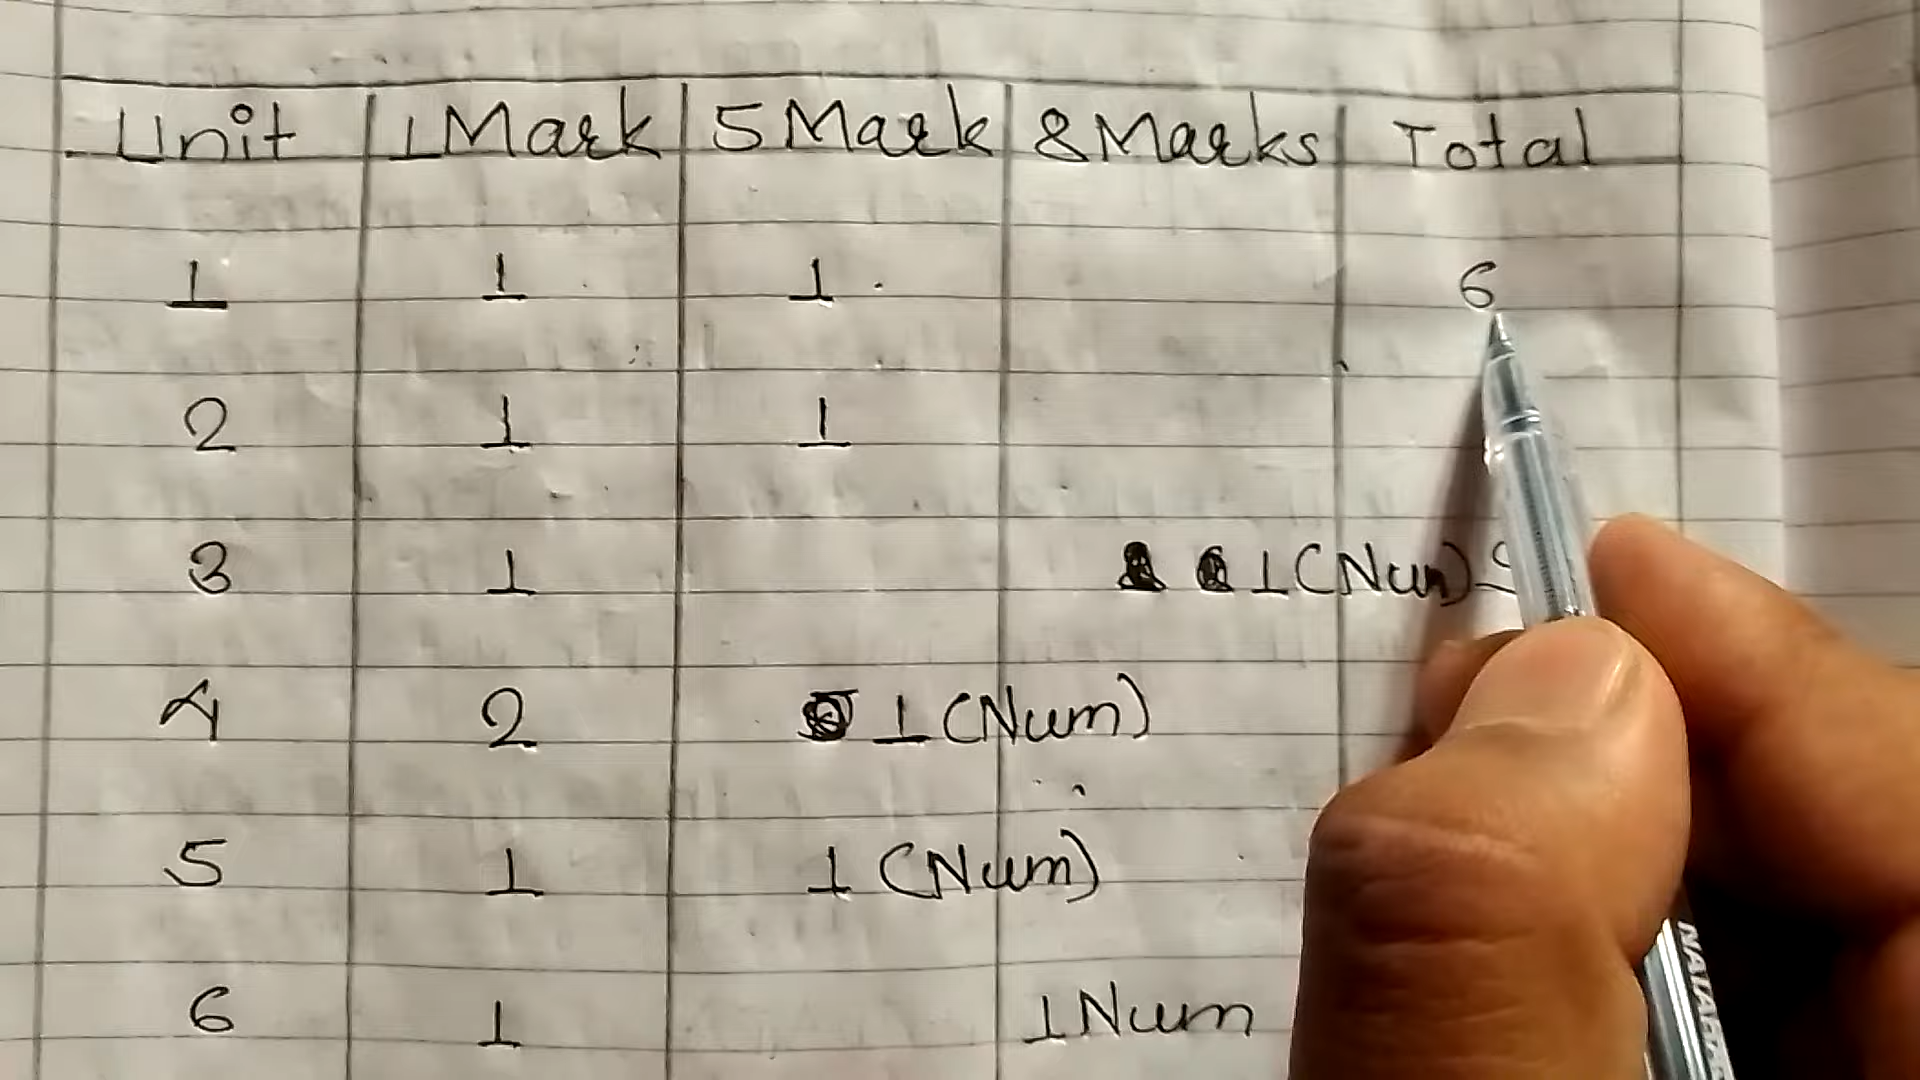 Unit 1Mark 5Mark 8Marks Total
1 1 1 6
2 1 1
3 1 1(Num)
4 2 1(Num)
5 1 1(Num)
6 1 1Num